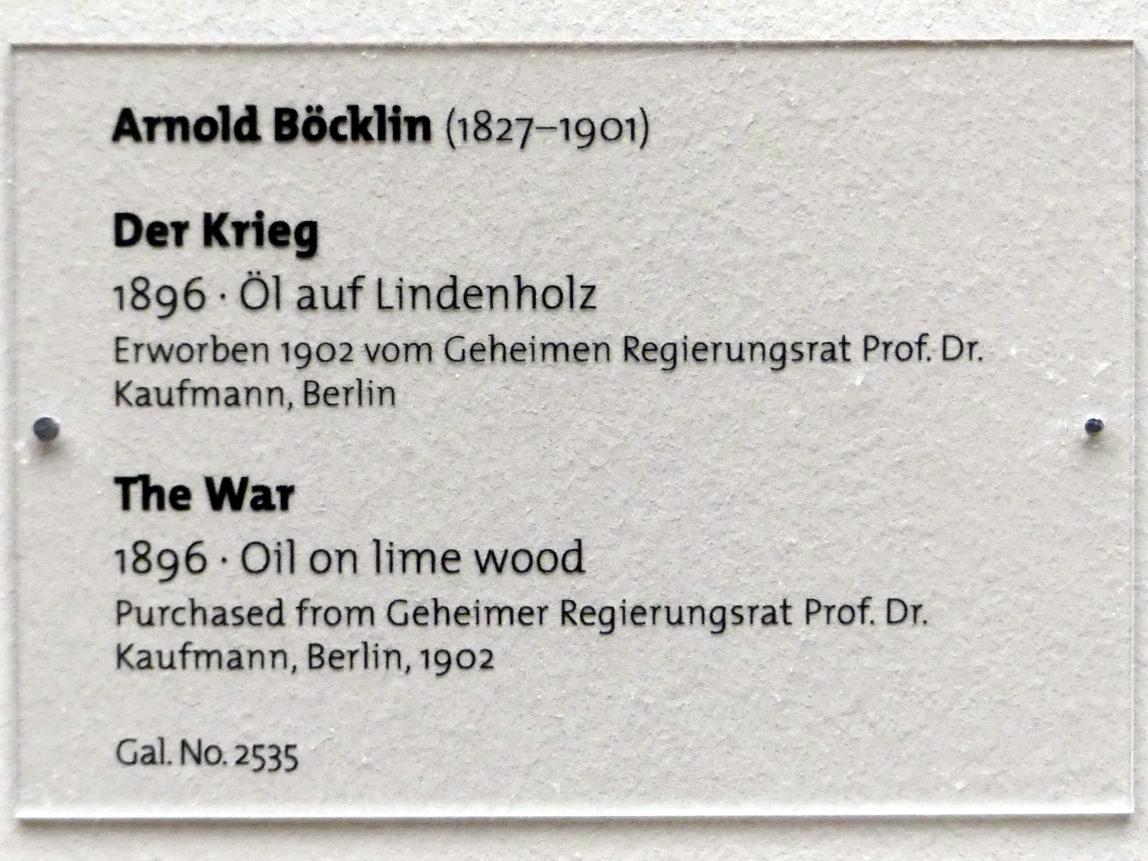 Arnold Böcklin (1827–1901)
Der Krieg
1896 · Öl auf Lindenholz
Erworben 1902 vom Geheimen Regierungsrat Prof. Dr.
Kaufmann, Berlin
The War
1896 · Oil on lime wood
Purchased from Geheimer Regierungsrat Prof. Dr.
Kaufmann, Berlin, 1902
Gal. No. 2535